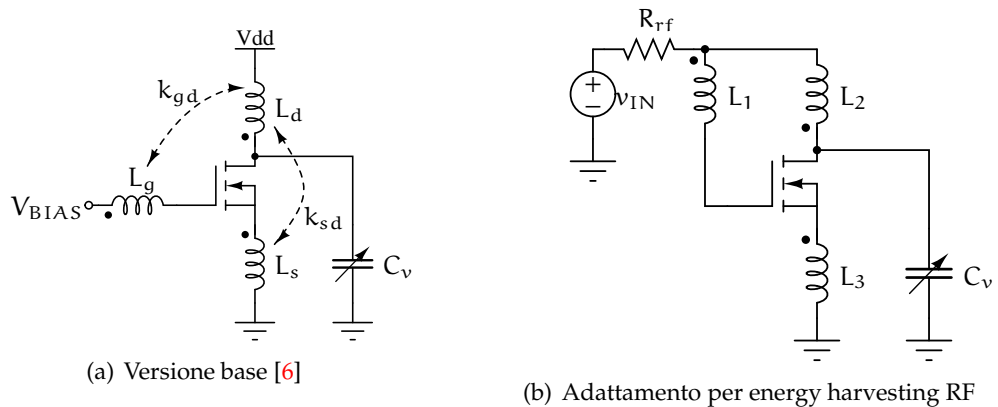 Vdd
k_gd
L_d
L_g
V_BIAS
k_sd
L_s
C_v
(a) Versione base [6]
R_rf
+
−
v_IN
L_1
L_2
L_3
C_v
(b) Adattamento per energy harvesting RF